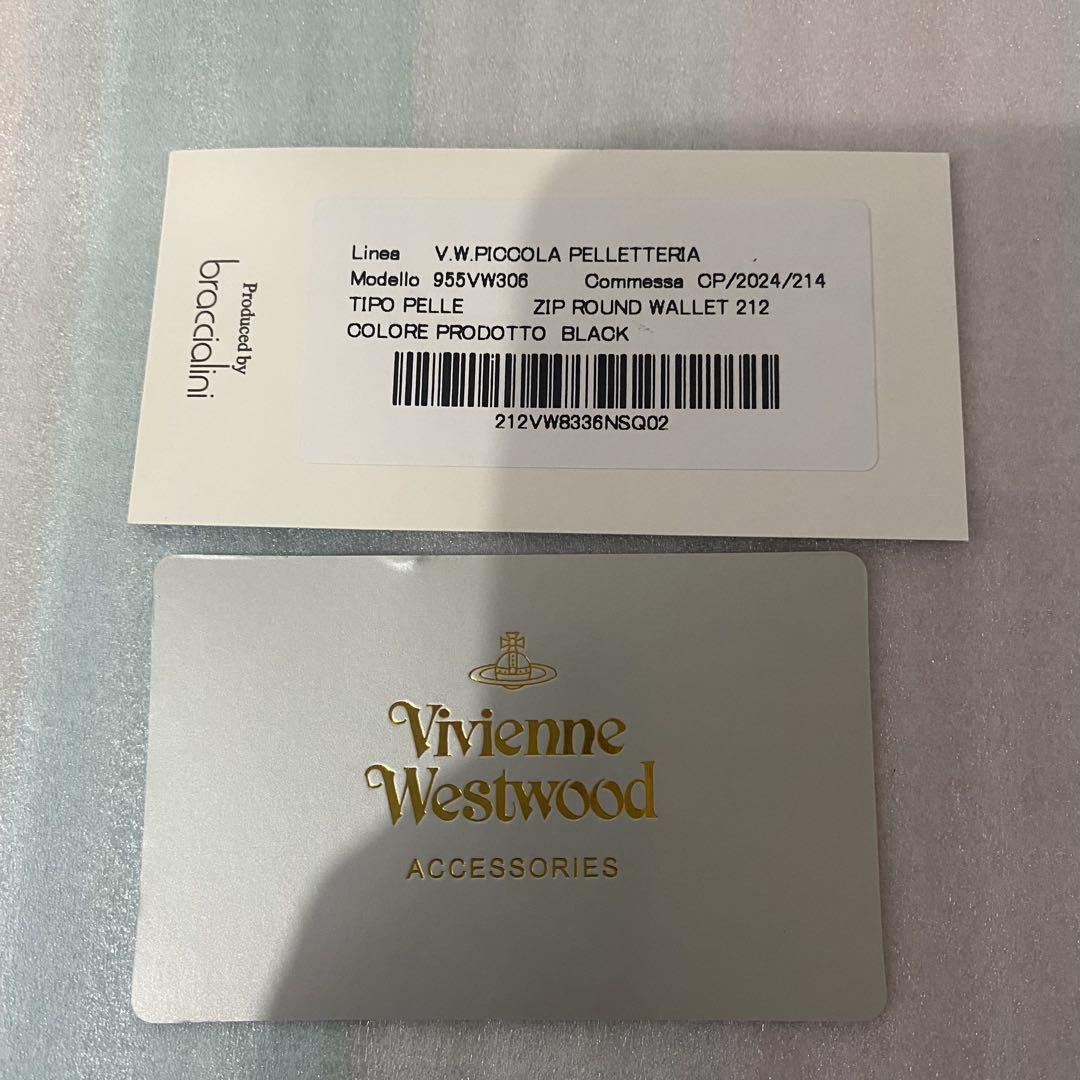 Produced by
braccialini
Linea V.W.PICCOLA PELLETTERIA
Modello 955VW306 Commessa CP/2024/214
TIPO PELLE ZIP ROUND WALLET 212
COLORE PRODOTTO BLACK
212VW8336NSQ02
Vivienne
Westwood
ACCESSORIES